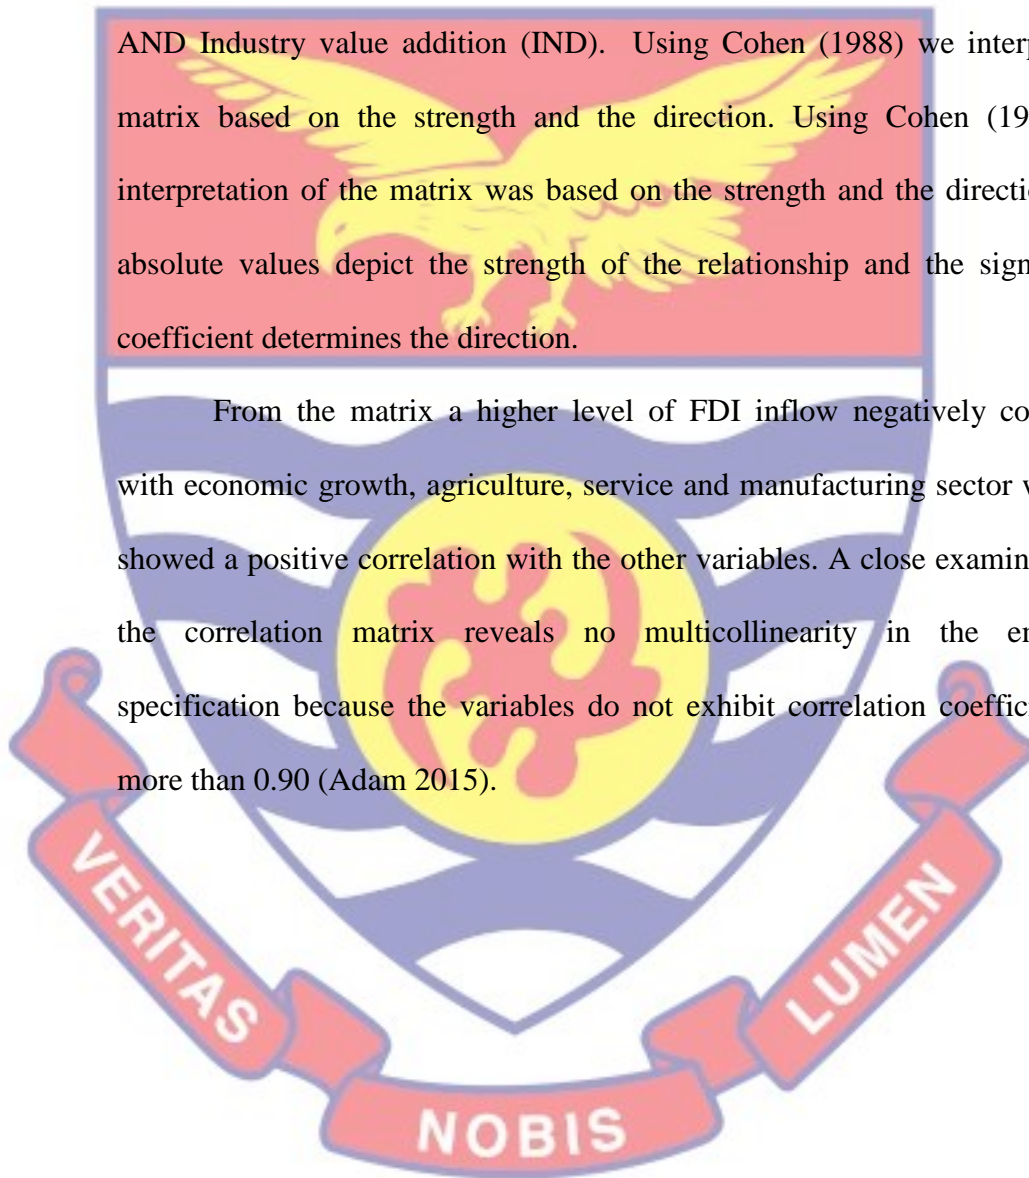 AND Industry value addition (IND). Using Cohen (1988) we interp
matrix based on the strength and the direction. Using Cohen (19
interpretation of the matrix was based on the strength and the directio
absolute values depict the strength of the relationship and the sign
coefficient determines the direction.
From the matrix a higher level of FDI inflow negatively co
with economic growth, agriculture, service and manufacturing sector w
showed a positive correlation with the other variables. A close examin
the correlation matrix reveals no multicollinearity in the e
specification because the variables do not exhibit correlation coeffic
more than 0.90 (Adam 2015).
VERITAS
NOBIS
LUMEN